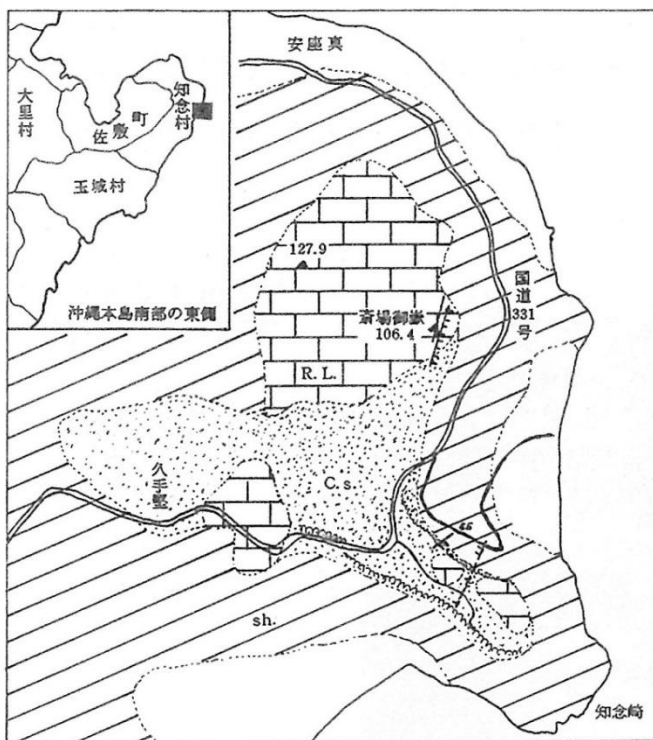 大里村
佐敷町
知念村
玉城村
沖縄本島南部の東側
安座真
127.9
斎場御嶽
106.4
国道
331
号
R.L.
久手堅
C.s.
sh.
知念崎